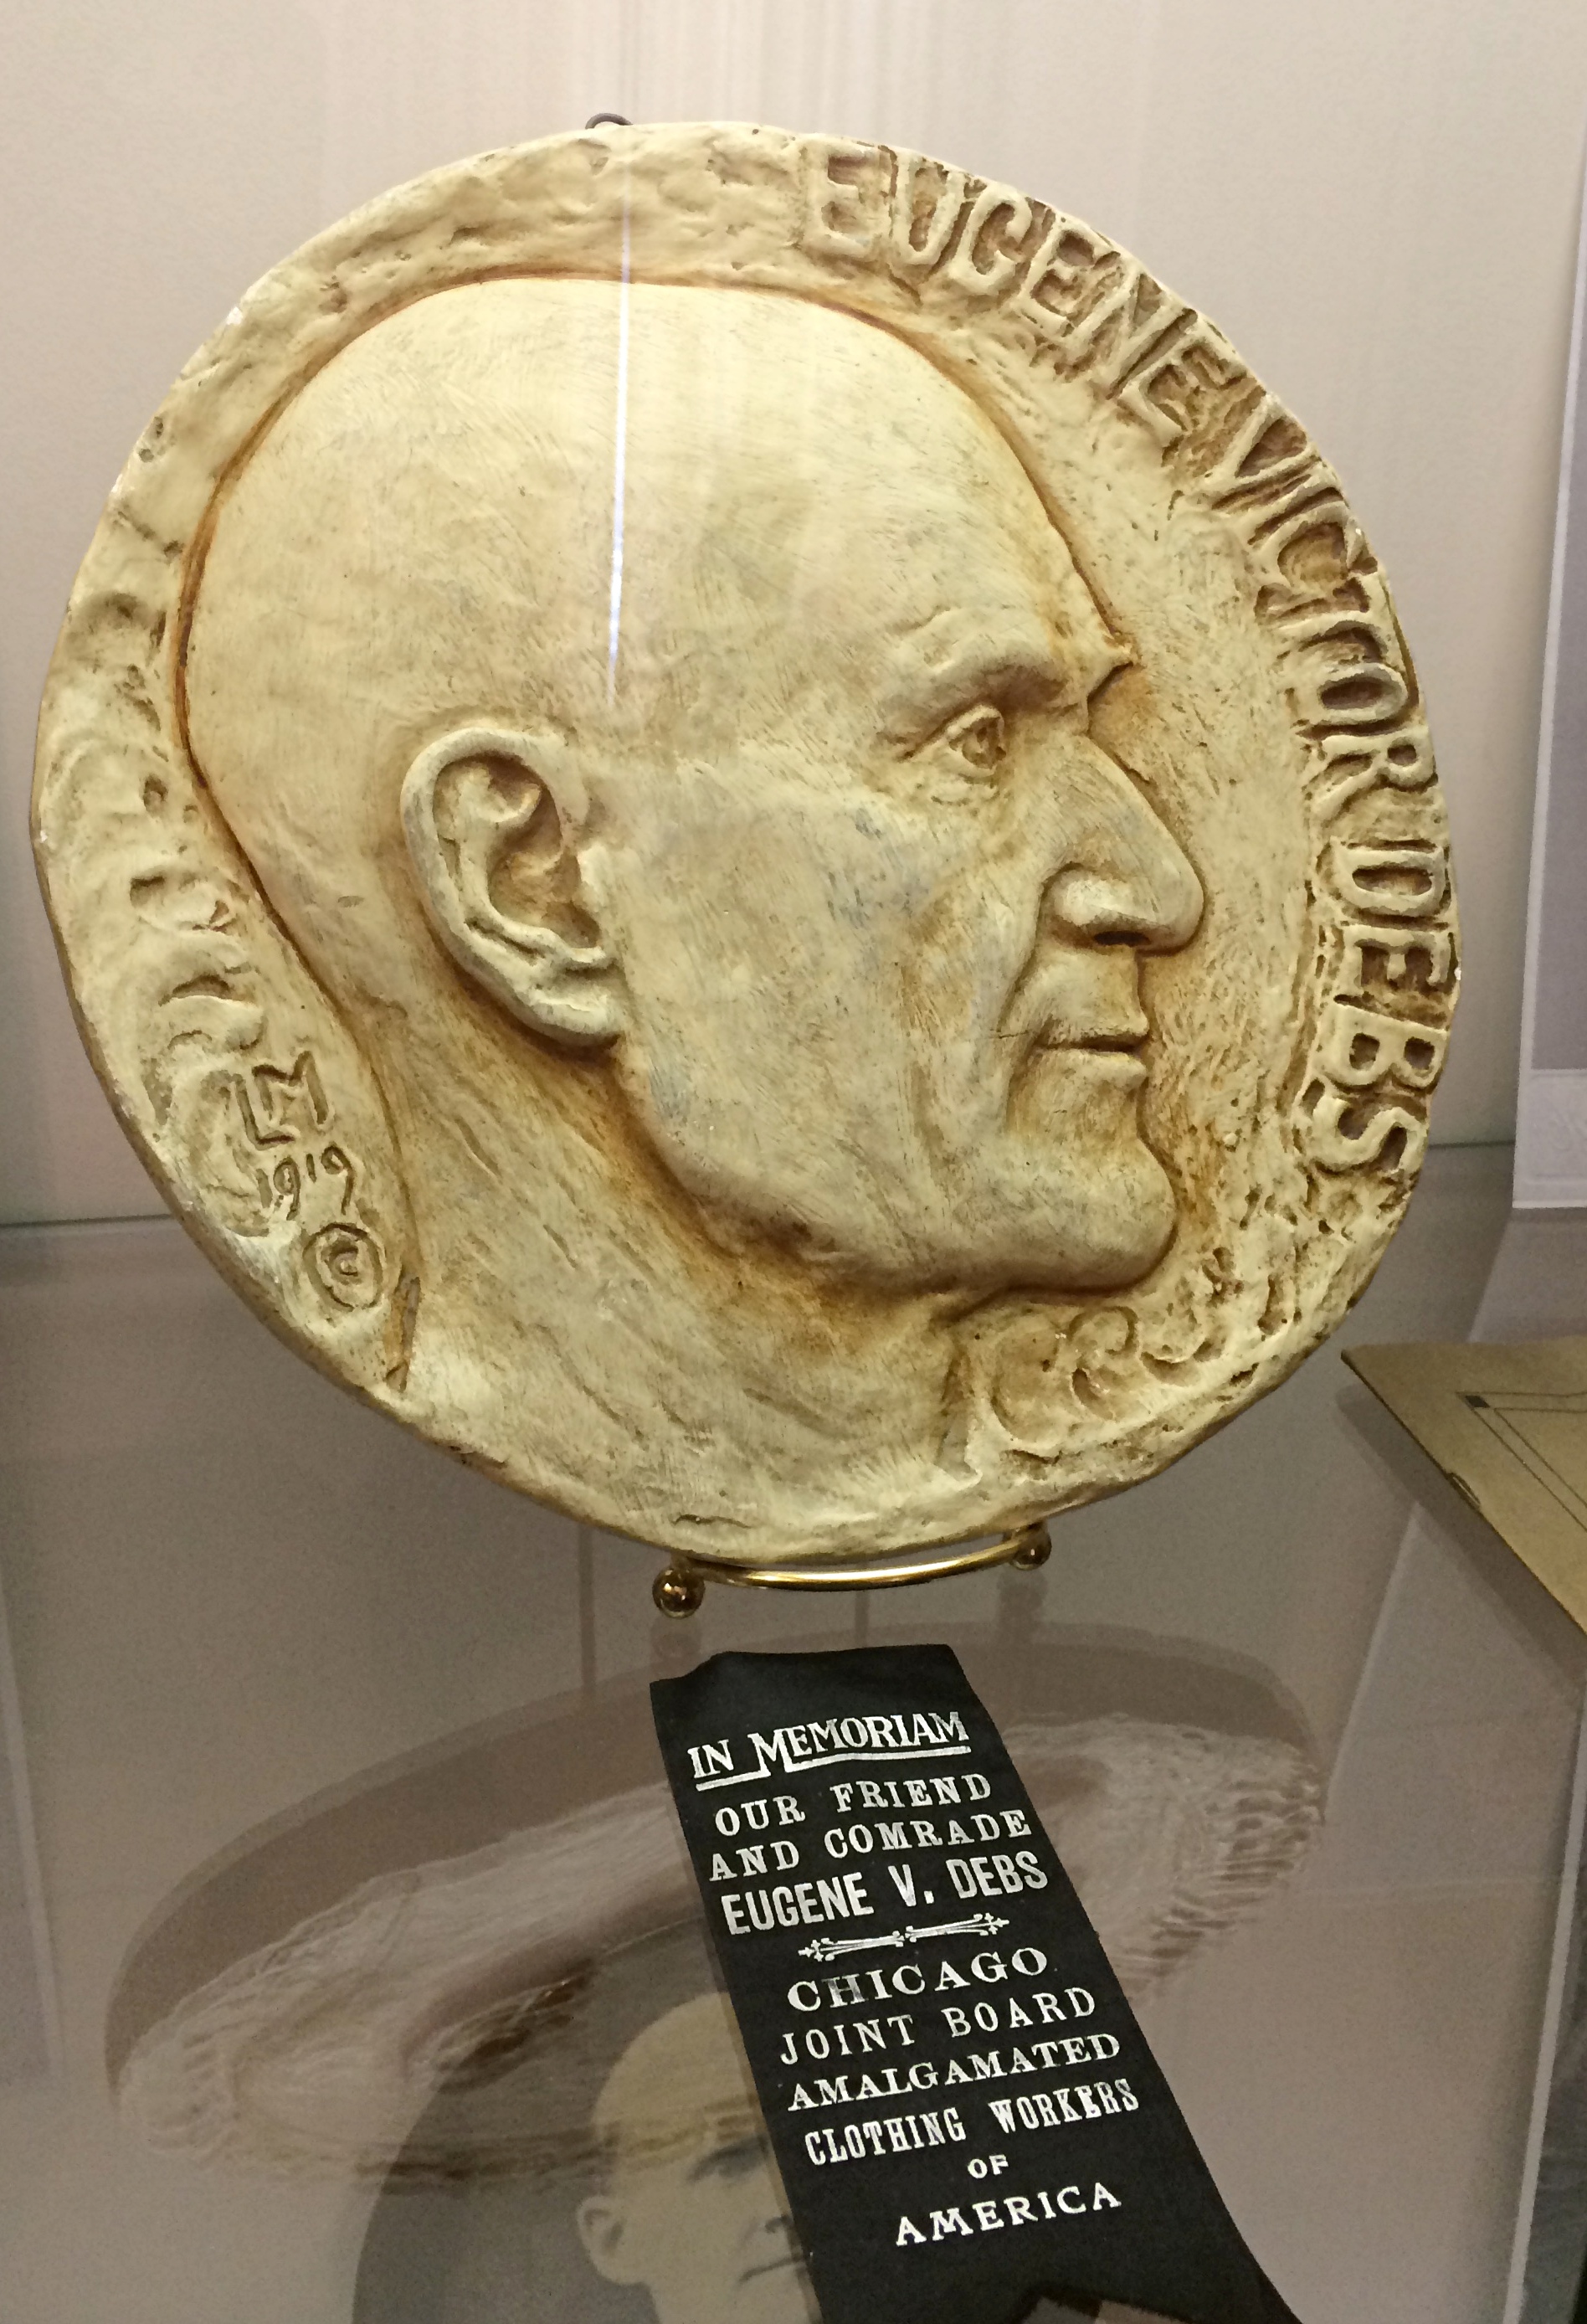 EUGENE VICTOR DEBS
LM
1919
©
IN MEMORIAM
OUR FRIEND
AND COMRADE
EUGENE V. DEBS
CHICAGO
JOINT BOARD
AMALGAMATED
CLOTHING WORKERS
OF
AMERICA